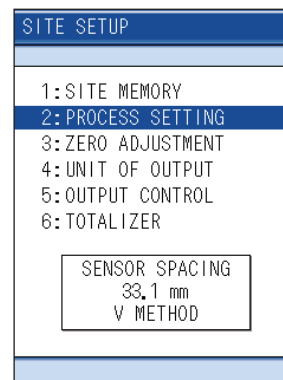 SITE SETUP
1:SITE MEMORY
2:PROCESS SETTING
3:ZERO ADJUSTMENT
4:UNIT OF OUTPUT
5:OUTPUT CONTROL
6:TOTALIZER
SENSOR SPACING
33.1 mm
V METHOD